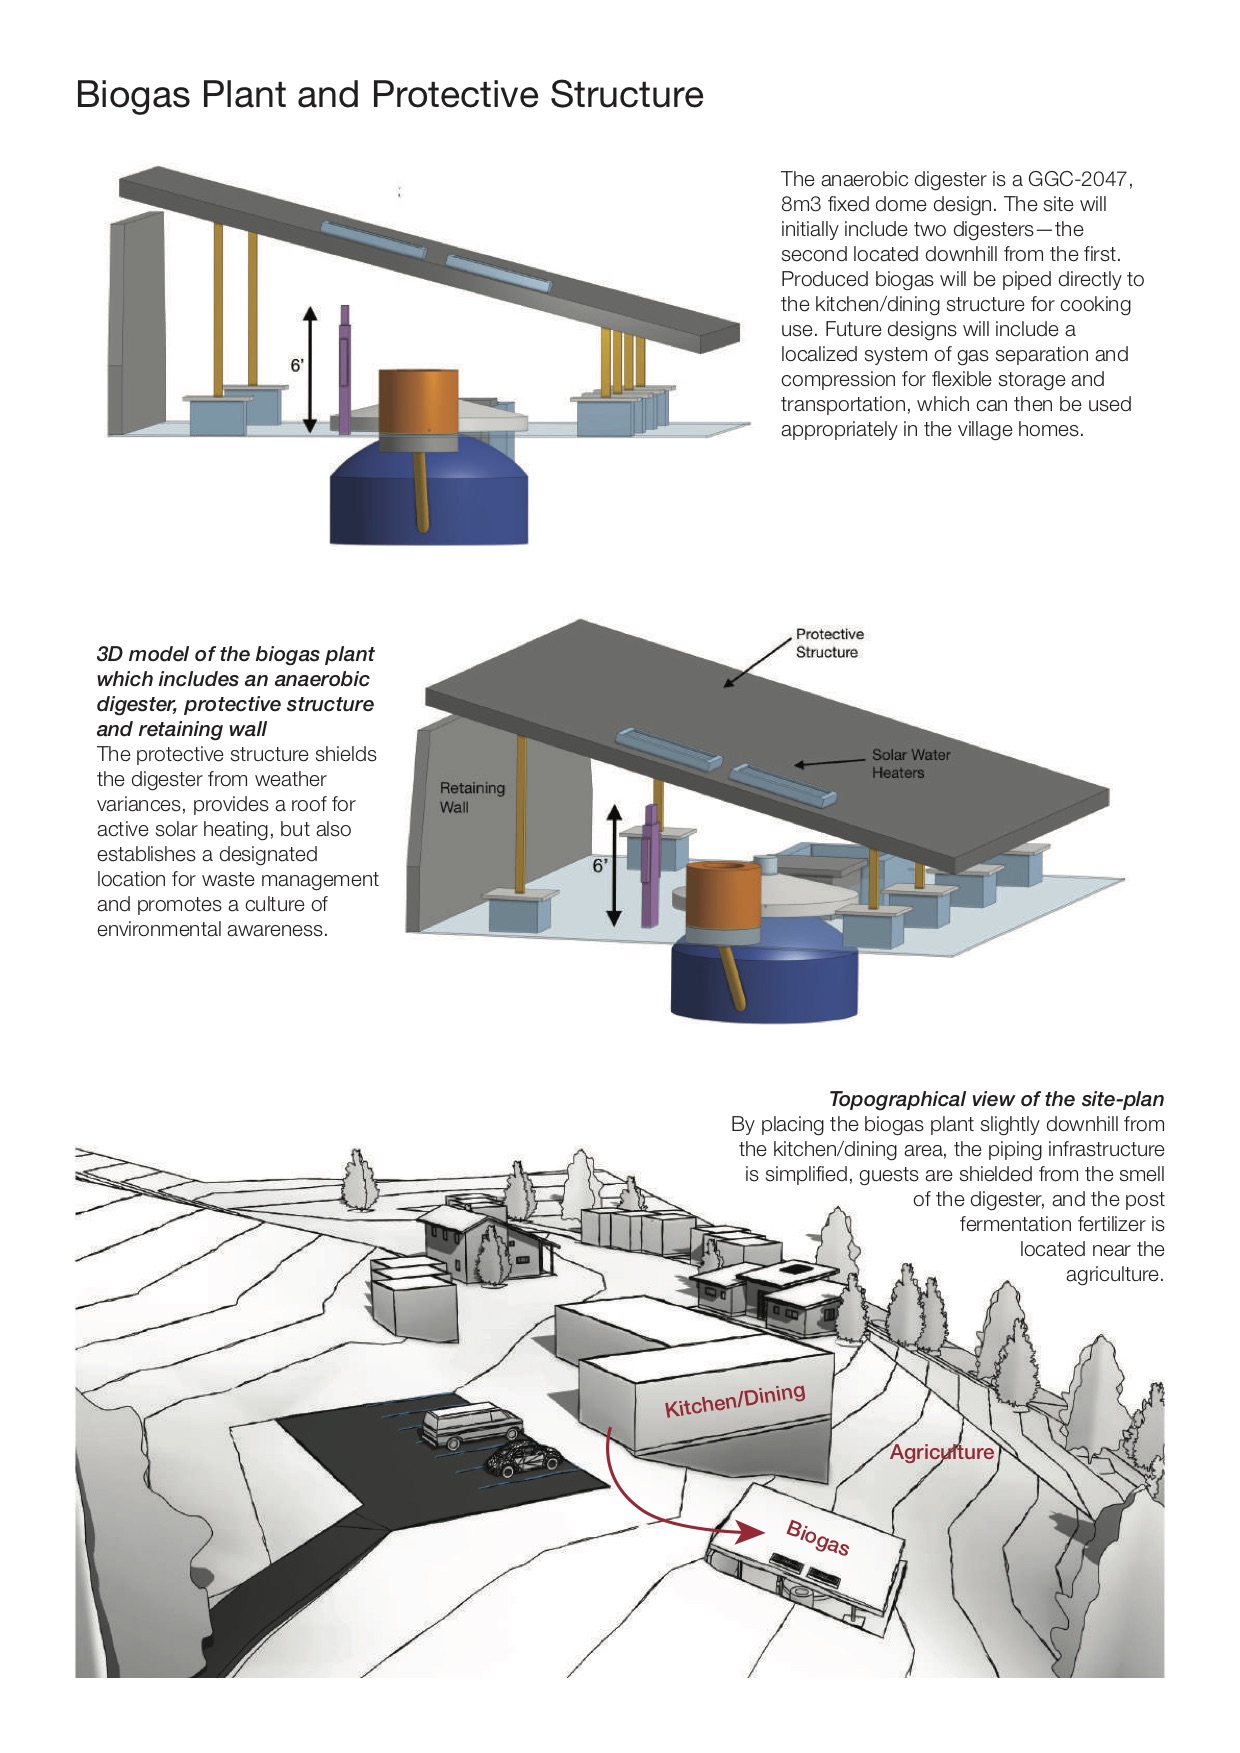 Biogas Plant and Protective Structure
The anaerobic digester is a GGC-2047,
8m3 fixed dome design. The site will
initially include two digesters—the
second located downhill from the first.
Produced biogas will be piped directly to
the kitchen/dining structure for cooking
use. Future designs will include a
localized system of gas separation and
compression for flexible storage and
transportation, which can then be used
appropriately in the village homes.
6'
3D model of the biogas plant
which includes an anaerobic
digester, protective structure
and retaining wall
The protective structure shields
the digester from weather
variances, provides a roof for
active solar heating, but also
establishes a designated
location for waste management
and promotes a culture of
environmental awareness.
Protective
Structure
Solar Water
Heaters
Retaining
Wall
6'
Topographical view of the site-plan
By placing the biogas plant slightly downhill from
the kitchen/dining area, the piping infrastructure
is simplified, guests are shielded from the smell
of the digester, and the post
fermentation fertilizer is
located near the
agriculture.
Kitchen/Dining
Agriculture
Biogas